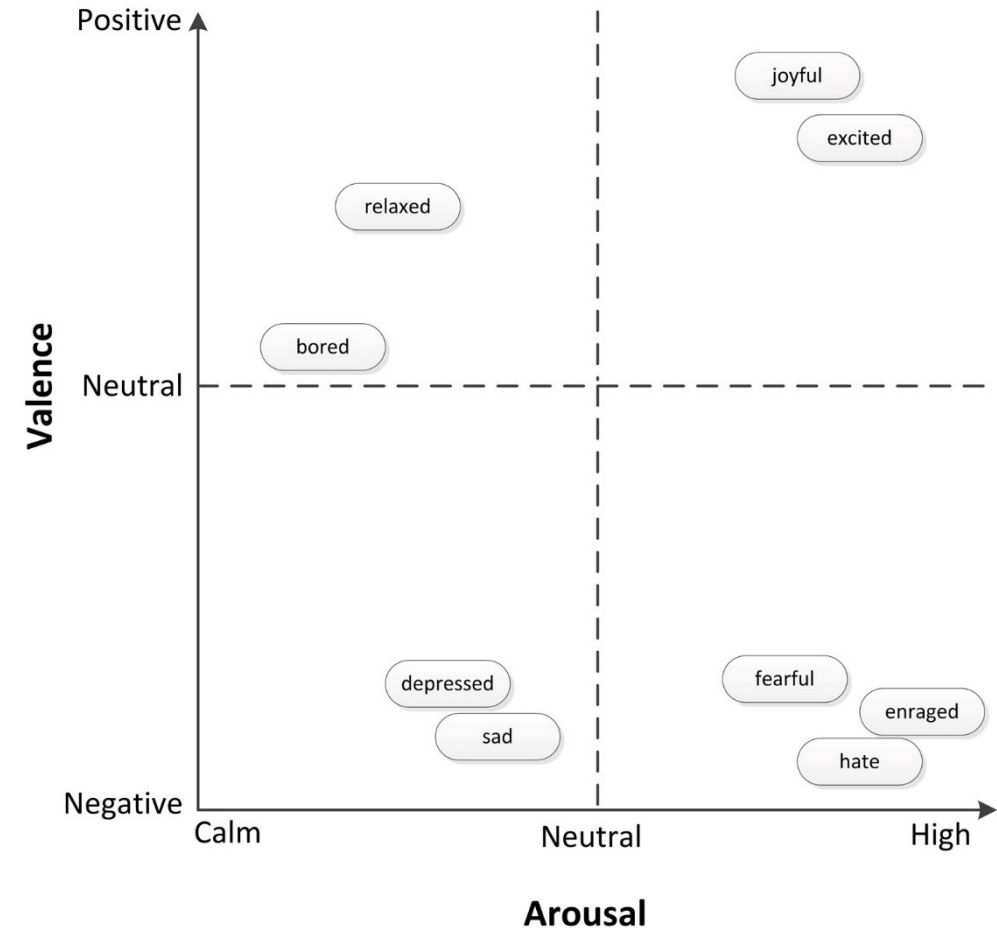 Positive
joyful
excited
relaxed
bored
Valence
Neutral
depressed
fearful
enraged
sad
hate
Negative
Calm
Neutral
High
Arousal